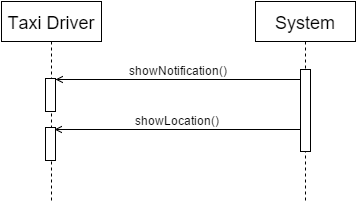 Taxi Driver
System
showNotification()
showLocation()